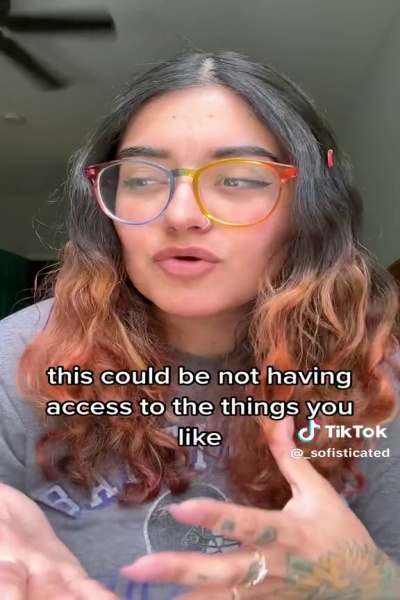 this could be not having
access to the things you
like
TikTok
@_sofisticated